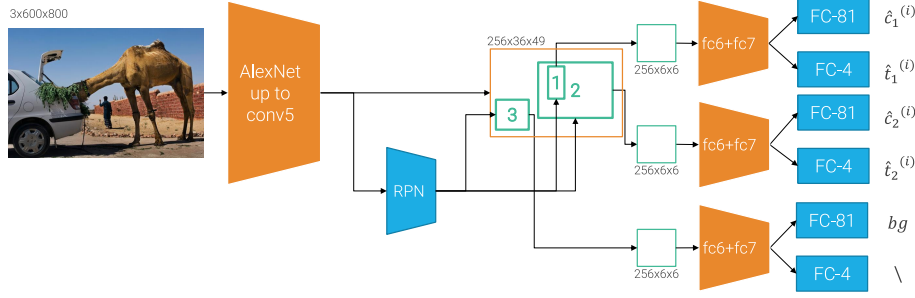 3x600x800
AlexNet
up to
conv5
RPN
256x36x49
1
2
3
256x6x6
fc6+fc7
FC-81
ĉ₁⁽ⁱ⁾
FC-4
t̂₁⁽ⁱ⁾
256x6x6
fc6+fc7
FC-81
ĉ₂⁽ⁱ⁾
FC-4
t̂₂⁽ⁱ⁾
256x6x6
fc6+fc7
FC-81
bg
FC-4
\